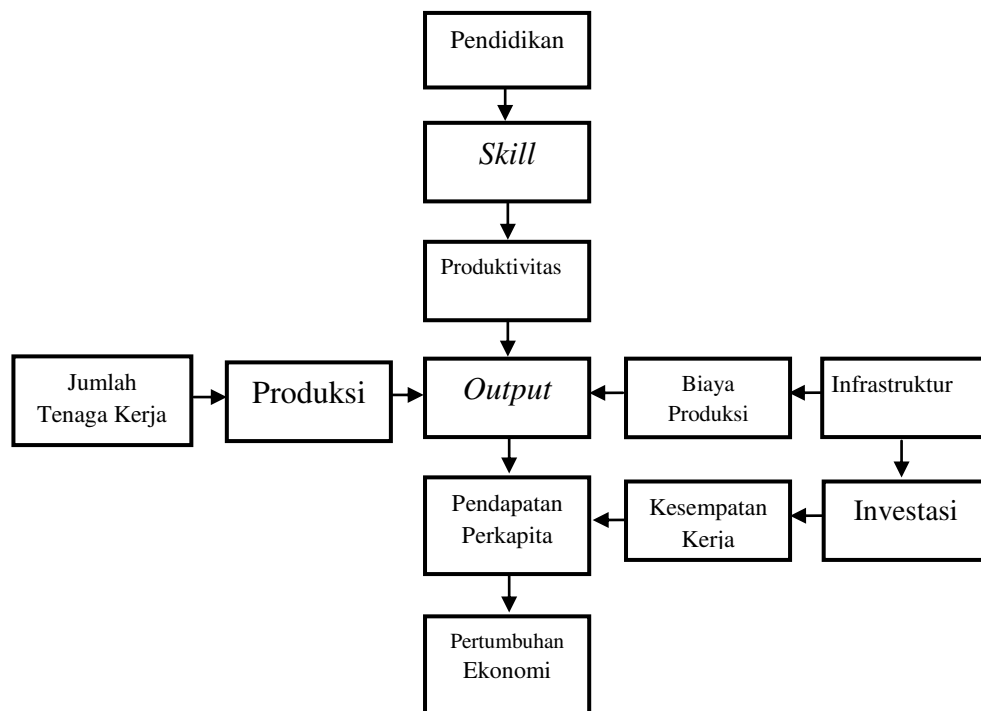 Pendidikan
Skill
Produktivitas
Jumlah
Tenaga Kerja
Produksi
Output
Biaya
Produksi
Infrastruktur
Pendapatan
Perkapita
Kesempatan
Kerja
Investasi
Pertumbuhan
Ekonomi